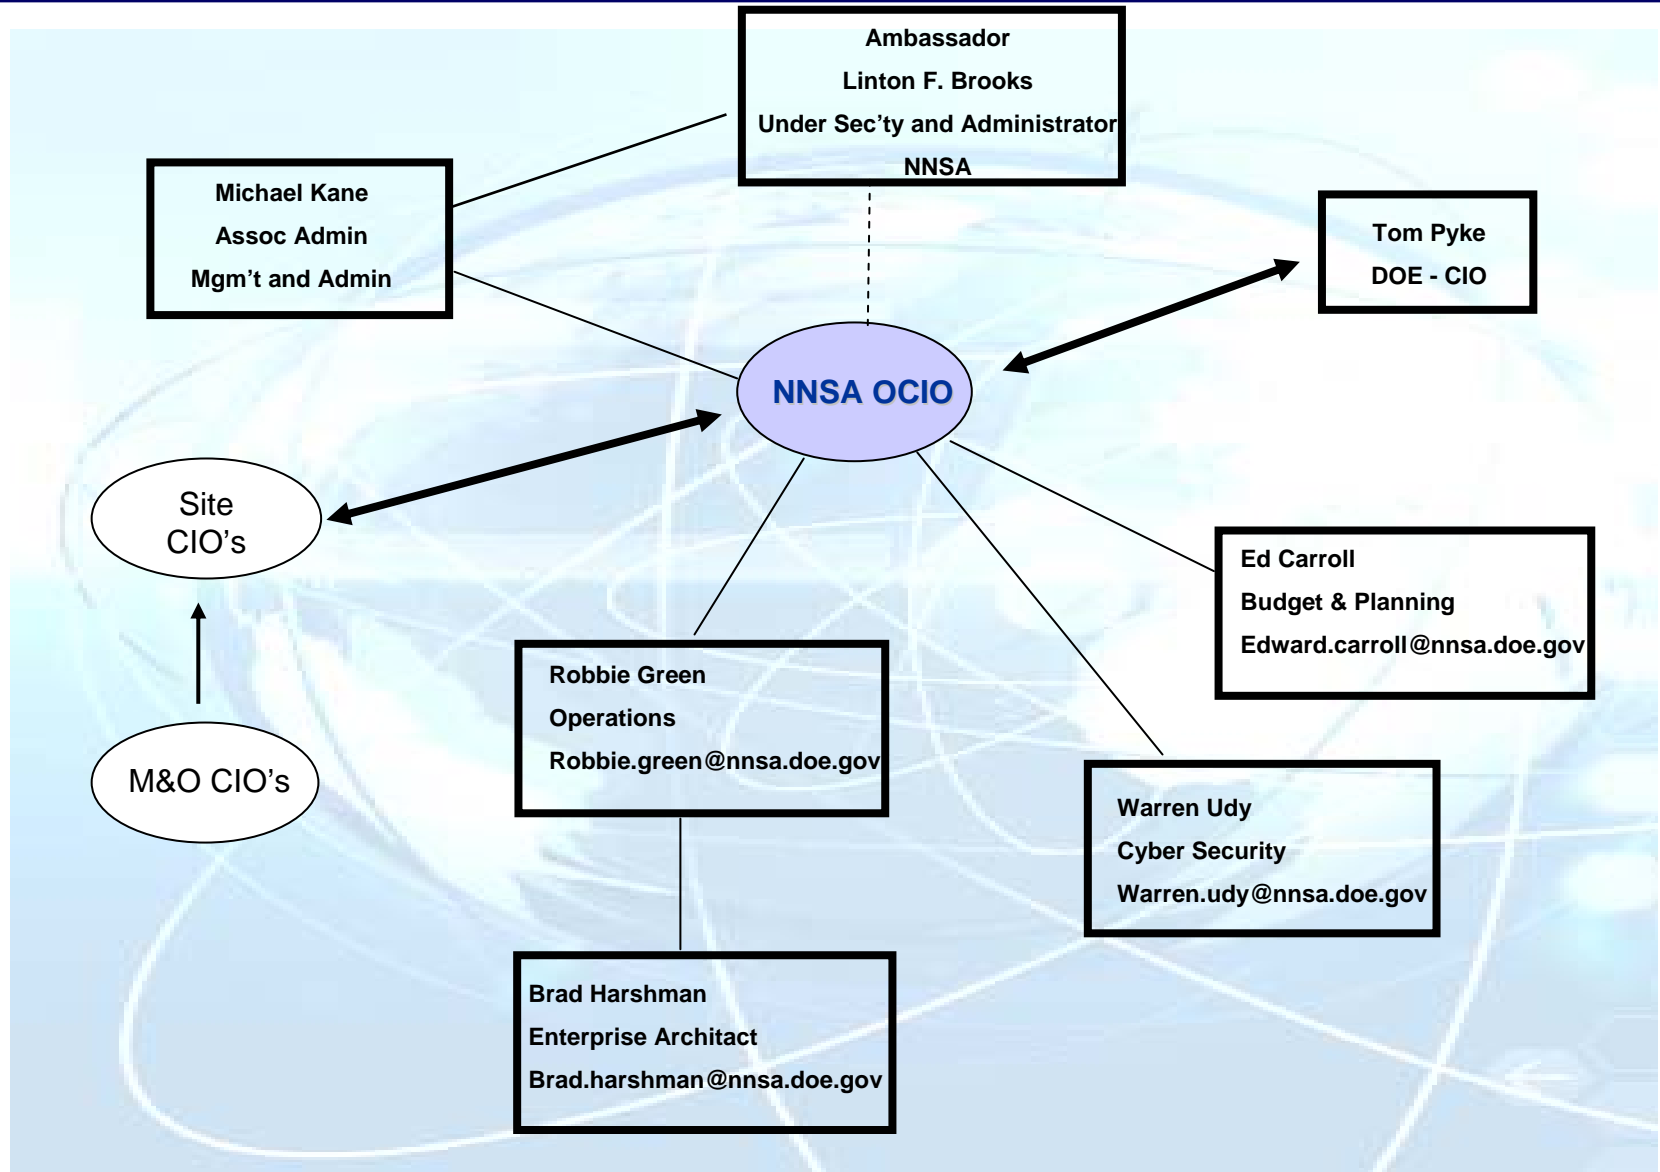 Ambassador
Linton F. Brooks
Under Sec’ty and Administrator
NNSA
Michael Kane
Assoc Admin
Mgm’t and Admin
Tom Pyke
DOE - CIO
NNSA OCIO
Site
CIO’s
M&O CIO’s
Ed Carroll
Budget & Planning
Edward.carroll@nnsa.doe.gov
Robbie Green
Operations
Robbie.green@nnsa.doe.gov
Warren Udy
Cyber Security
Warren.udy@nnsa.doe.gov
Brad Harshman
Enterprise Architact
Brad.harshman@nnsa.doe.gov